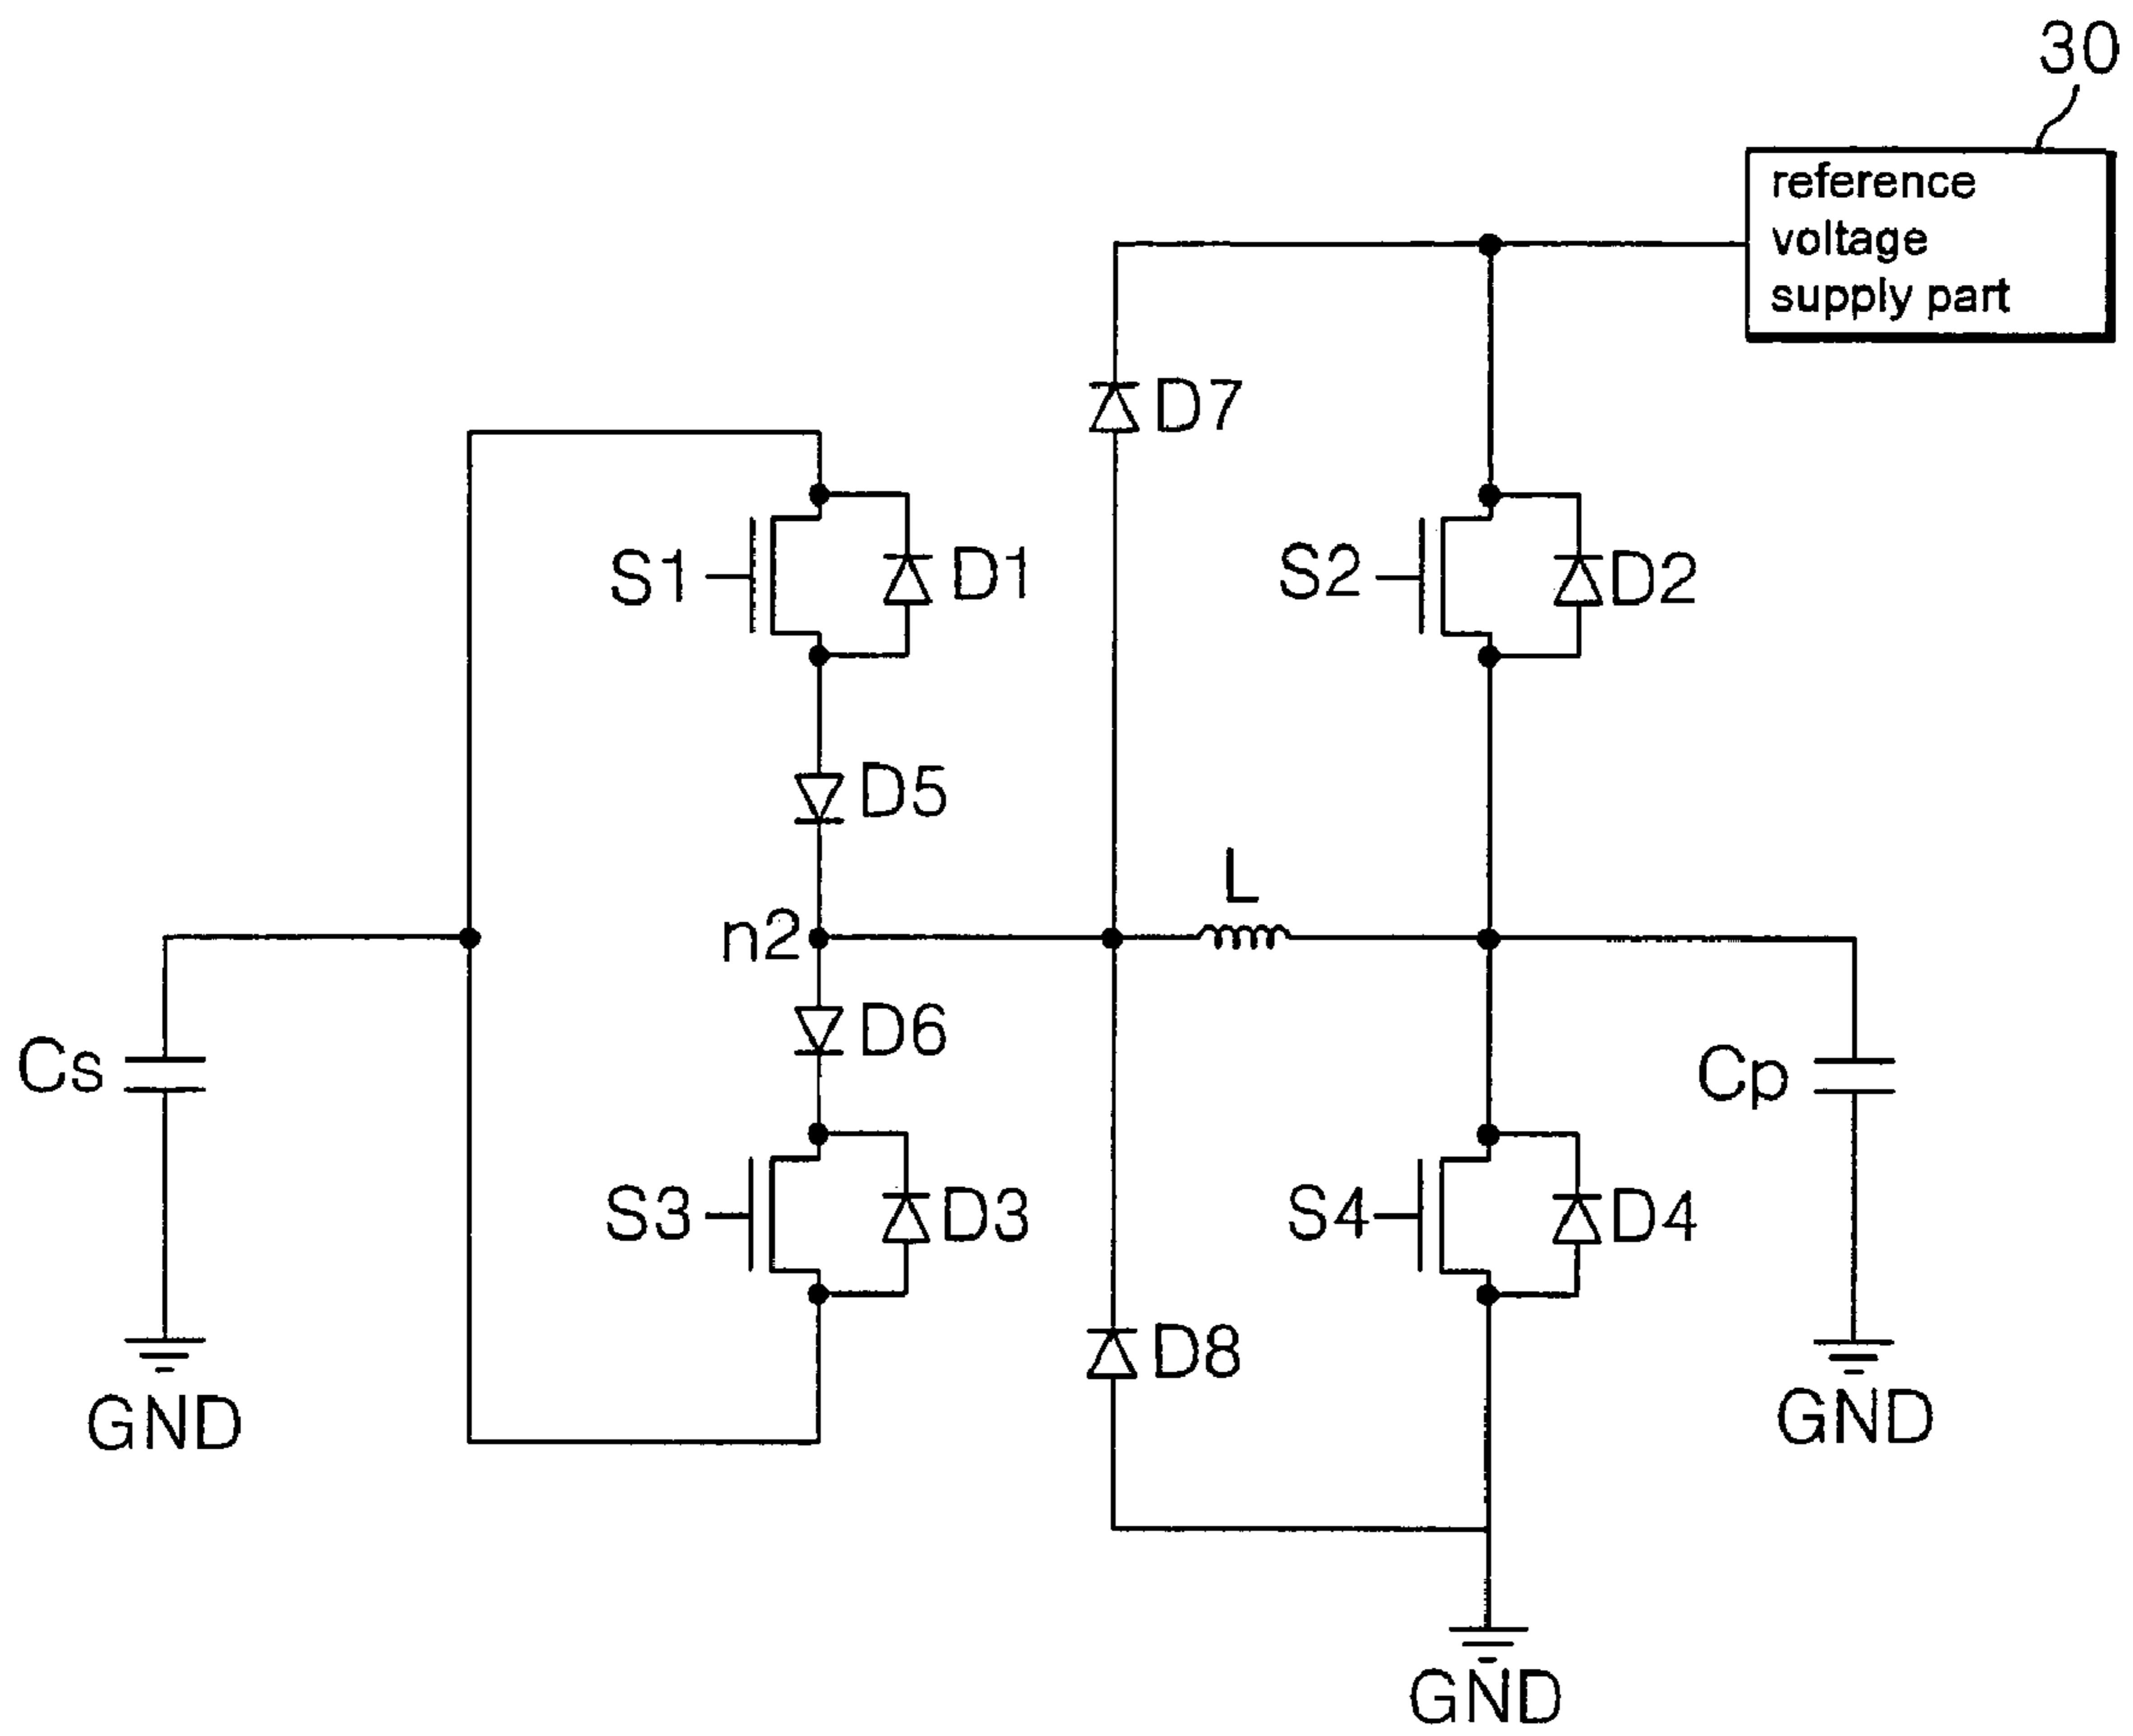 30
reference
voltage
supply part
D7
S1
D1
S2
D2
D5
L
n2
D6
Cs
Cp
S3
D3
S4
D4
D8
GND
GND
GND